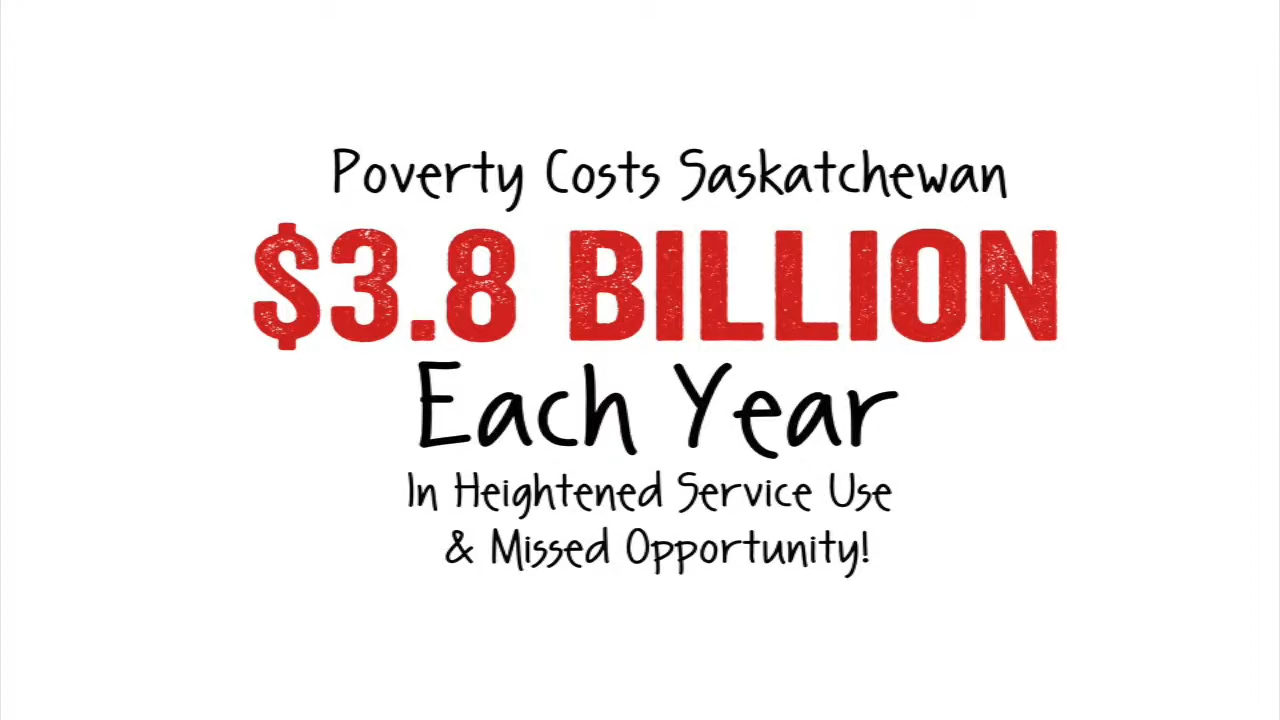 Poverty Costs Saskatchewan
$3.8 BILLION
Each Year
In Heightened Service Use
& Missed Opportunity!